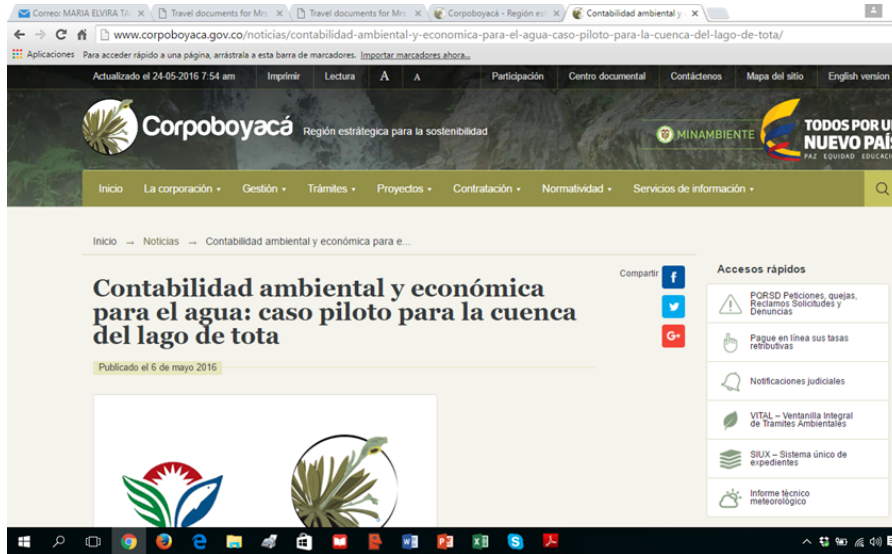 Correo: MARIA ELVIRA TA
Travel documents for Mrs
Travel documents for Mrs
Corpoboyacá - Región es
Contabilidad ambiental y
www.corpoboyaca.gov.co/noticias/contabilidad-ambiental-y-economica-para-el-agua-caso-piloto-para-la-cuenca-del-lago-de-tota/
Aplicaciones Para acceder rápido a una página, arrástrala a esta barra de marcadores. Importar marcadores ahora...
Actualizado el 24-05-2016 7:54 am Imprimir Lectura A A Participación Centro documental Contáctenos Mapa del sitio English version
Corpoboyacá Región estrátegica para la sostenibilidad
MINAMBIENTE
TODOS POR U
NUEVO PAÍS
PAZ EQUIDAD EDUCACI
Inicio La corporación Gestión Trámites Proyectos Contratación Normatividad Servicios de información
Inicio → Noticias → Contabilidad ambiental y económica para e...
Contabilidad ambiental y económica
para el agua: caso piloto para la cuenca
del lago de tota
Publicado el 6 de mayo 2016
Compartir
f
G+
Accesos rápidos
PQRSD Peticiones, quejas,
Reclamos Solicitudes y
Denuncias
Pague en línea sus tasas
retributivas
Notificaciones judiciales
VITAL – Ventanilla Integral
de Tramites Ambientales
SIUX – Sistema único de
expedientes
Informe técnico
meteorológico